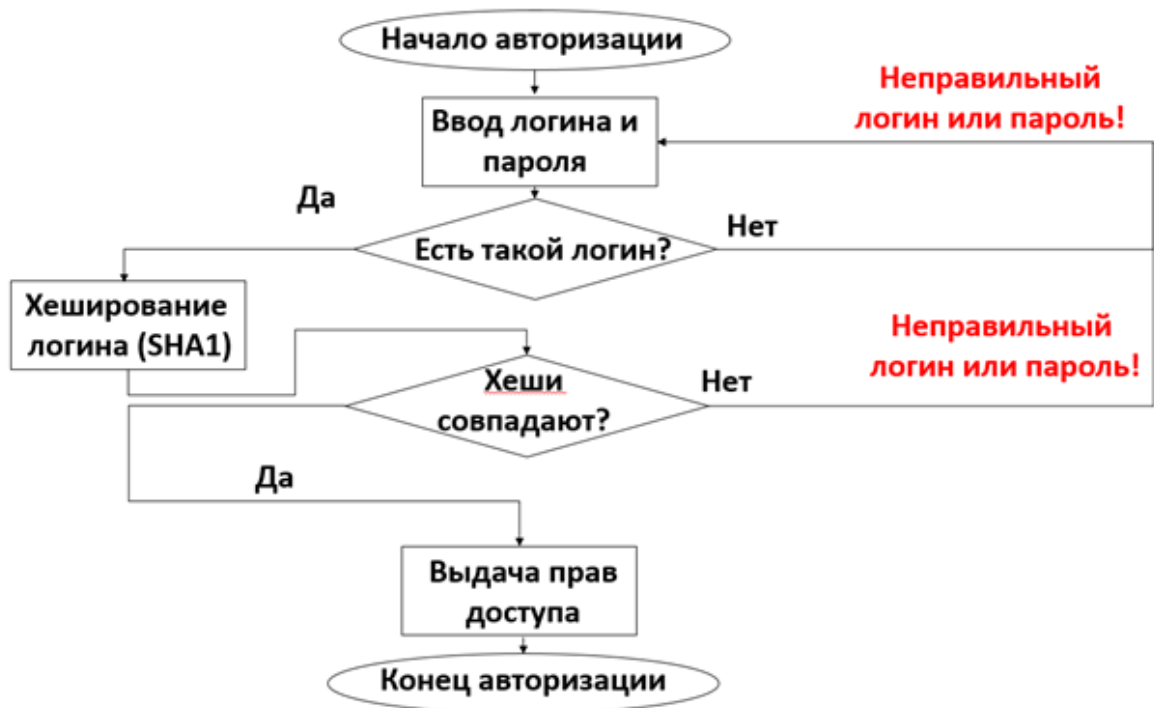 Начало авторизации
Неправильный
логин или пароль!
Ввод логина и
пароля
Да
Нет
Есть такой логин?
Хеширование
логина (SHA1)
Неправильный
логин или пароль!
Хеши
совпадают?
Нет
Да
Выдача прав
доступа
Конец авторизации